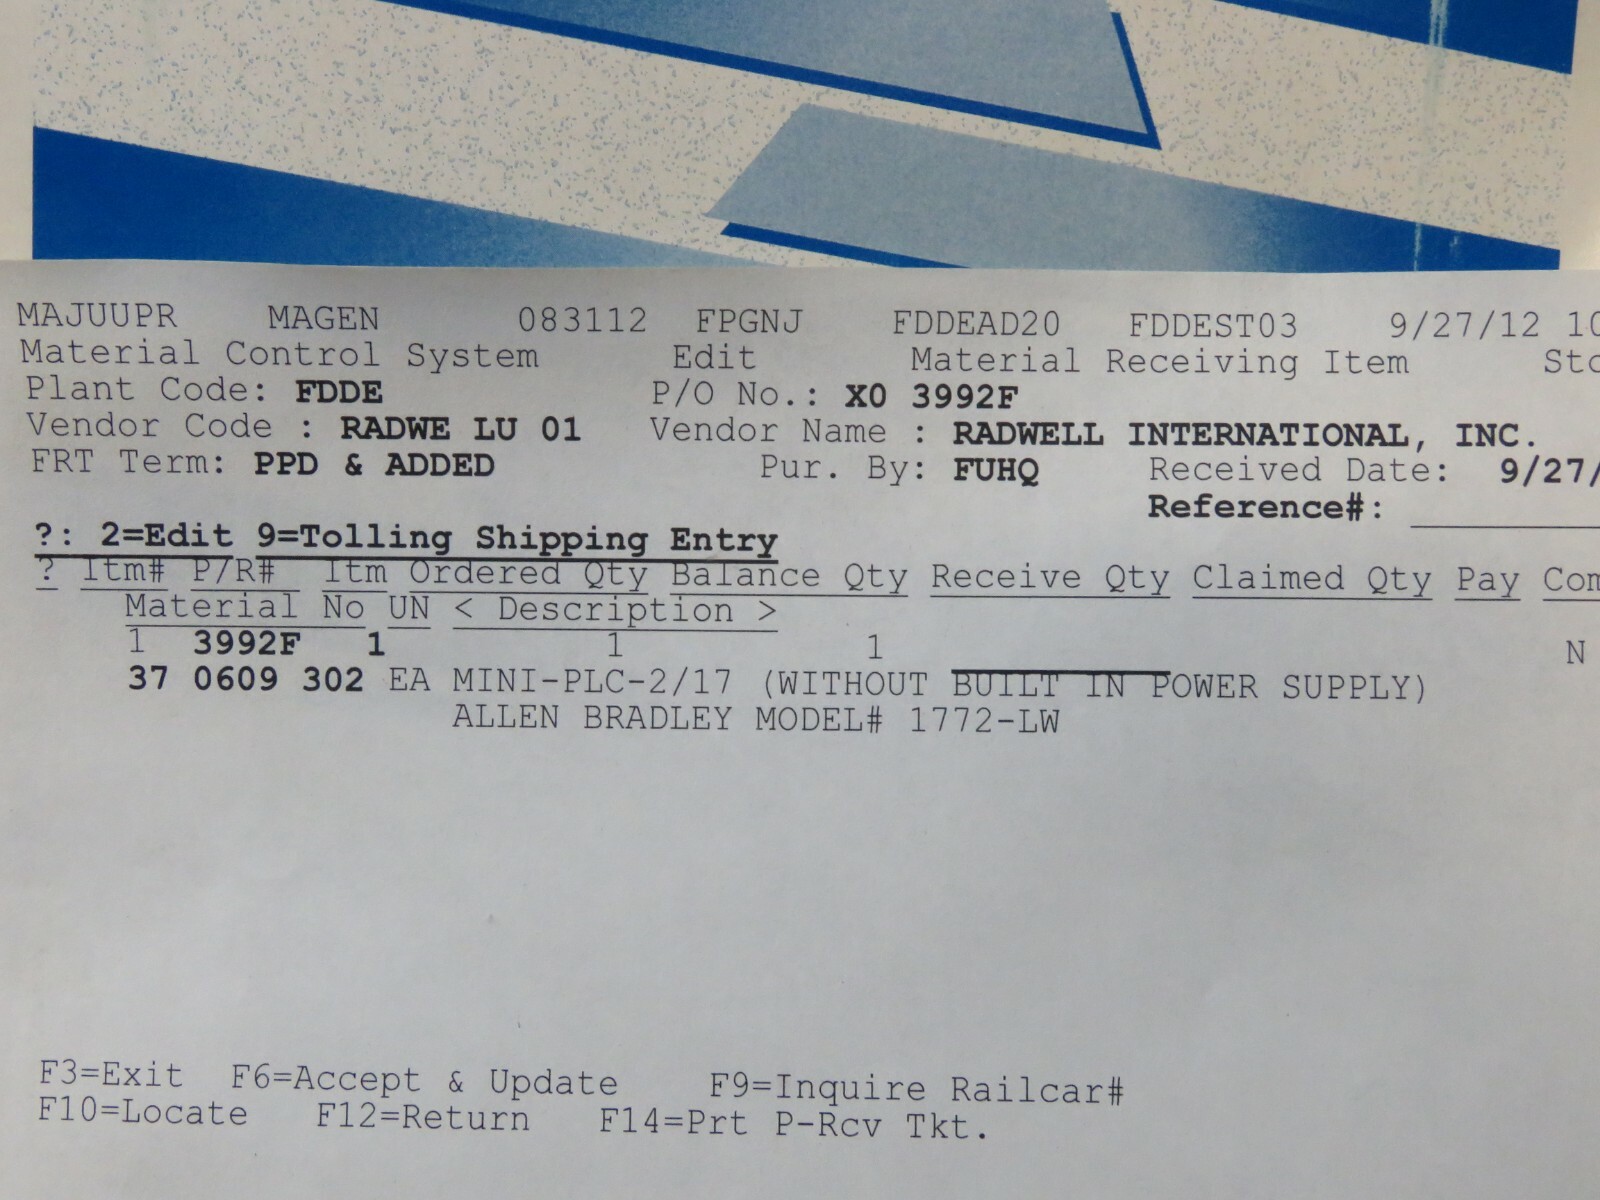 MAJUUPR MAGEN 083112 FPGNJ FDDEAD20 FDDEST03 9/27/12 10
Material Control System Edit Material Receiving Item
Plant Code: FDDE P/O No.: X0 3992F
Vendor Code : RADWE LU 01 Vendor Name : RADWELL INTERNATIONAL, INC.
FRT Term: PPD & ADDED Pur. By: FUHQ Received Date: 9/27/
Reference#:
?: 2=Edit 9=Tolling Shipping Entry
? Itm# P/R# Itm Ordered Qty Balance Qty Receive Qty Claimed Qty Pay Com
Material No UN < Description >
1 3992F 1 1 1 N
37 0609 302 EA MINI-PLC-2/17 (WITHOUT BUILT IN POWER SUPPLY)
ALLEN BRADLEY MODEL# 1772-LW
F3=Exit F6=Accept & Update F9=Inquire Railcar#
F10=Locate F12=Return F14=Prt P-Rcv Tkt.